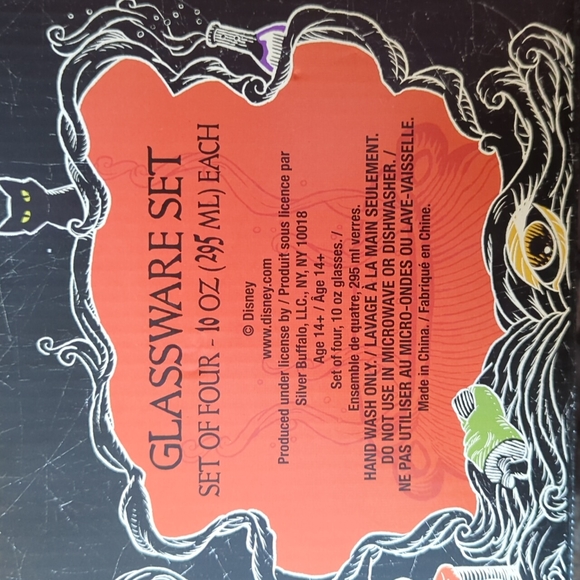 GLASSWARE SET
SET OF FOUR - 10 OZ (295 ML) EACH
© Disney
www.disney.com
Produced under license by / Produit sous licence par
Silver Buffalo, LLC., NY, NY 10018
Age 14+ / Âge 14+
Set of four, 10 oz glasses. /
Ensemble de quatre, 295 ml verres.
HAND WASH ONLY. / LAVAGE À LA MAIN SEULEMENT.
DO NOT USE IN MICROWAVE OR DISHWASHER. /
NE PAS UTILISER AU MICRO-ONDES OU LAVE-VAISSELLE.
Made in China. / Fabriqué en Chine.